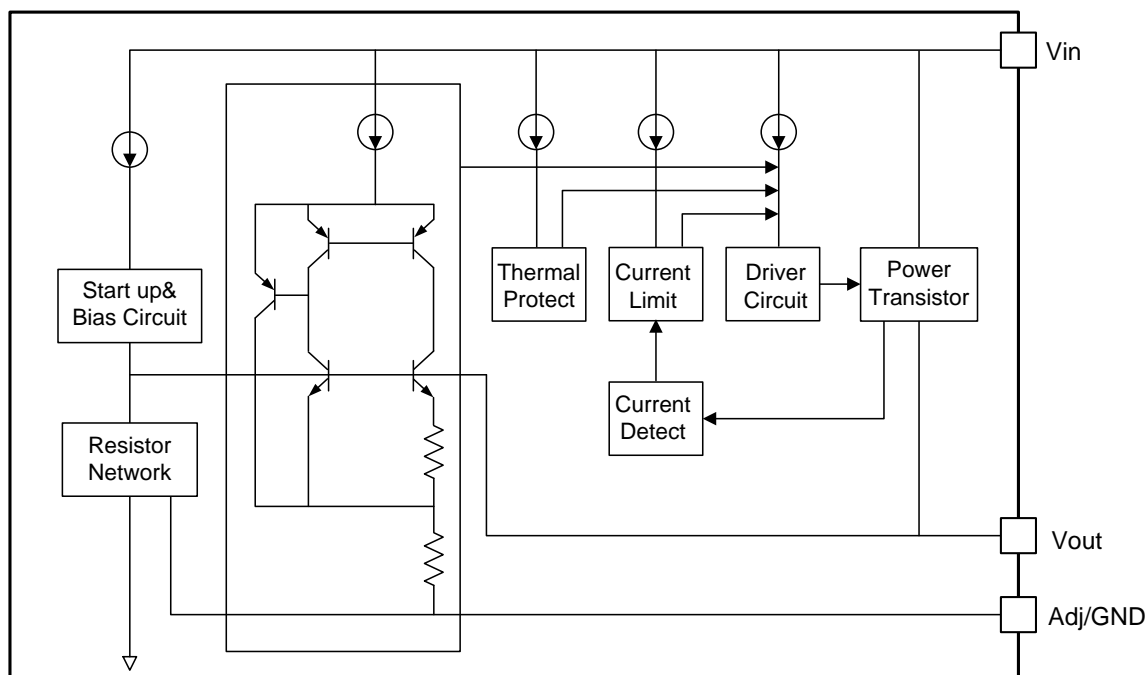 Vin
Thermal
Protect
Current
Limit
Driver
Circuit
Power
Transistor
Start up&
Bias Circuit
Current
Detect
Resistor
Network
Vout
Adj/GND